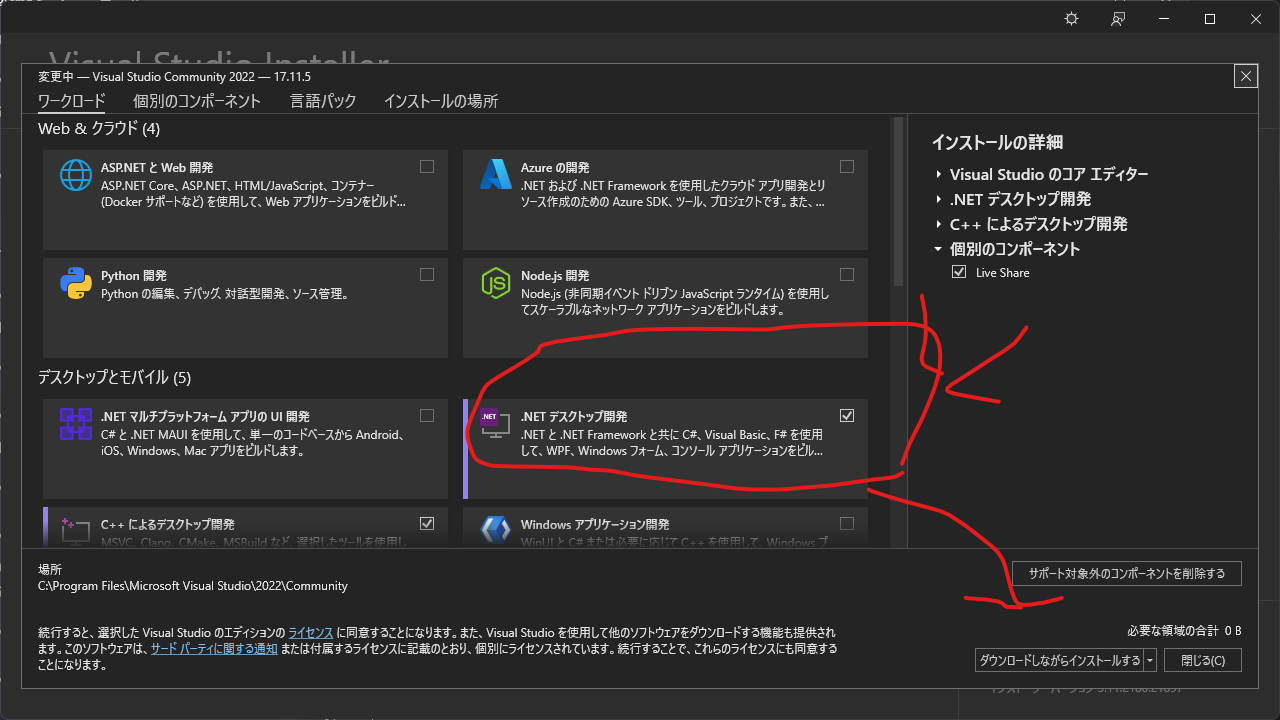 Visual Studio Installer
変更中 — Visual Studio Community 2022 — 17.11.5
ワークロード 個別のコンポーネント 言語パック インストールの場所
Web & クラウド (4)
ASP.NET と Web 開発
ASP.NET Core、ASP.NET、HTML/JavaScript、コンテナー
(Docker サポートなど) を使用して、Web アプリケーションをビルド...
Azure の開発
.NET および .NET Framework を使用したクラウド アプリ開発とリ
ソース作成のための Azure SDK、ツール、プロジェクトです。また、...
Python 開発
Python の編集、デバッグ、対話型開発、ソース管理。
Node.js 開発
Node.js (非同期イベント ドリブン JavaScript ランタイム) を使用し
てスケーラブルなネットワーク アプリケーションをビルドします。
デスクトップとモバイル (5)
.NET マルチプラットフォーム アプリの UI 開発
C# と .NET MAUI を使用して、単一のコードベースから Android、
iOS、Windows、Mac アプリをビルドします。
.NET
.NET デスクトップ開発
.NET と .NET Framework と共に C#、Visual Basic、F# を使用
して、WPF、Windows フォーム、コンソール アプリケーションをビル...
C++ によるデスクトップ開発
MSVC、Clang、CMake、MSBuild など、選択したツールを使用し
Windows アプリケーション開発
WinUI と C# または必要に応じて C++ を使用して、Windows プ
インストールの詳細
Visual Studio のコア エディター
.NET デスクトップ開発
C++ によるデスクトップ開発
個別のコンポーネント
Live Share
場所
C:\Program Files\Microsoft Visual Studio\2022\Community
サポート対象外のコンポーネントを削除する
続行すると、選択した Visual Studio のエディションの ライセンス に同意することになります。また、Visual Studio を使用して他のソフトウェアをダウンロードする機能も提供されま
す。このソフトウェアは、サード パーティに関する通知 または付属するライセンスに記載のとおり、個別にライセンスされています。続行することで、これらのライセンスにも同意する
ことになります。
必要な領域の合計 0 B
ダウンロードしながらインストールする 閉じる(C)